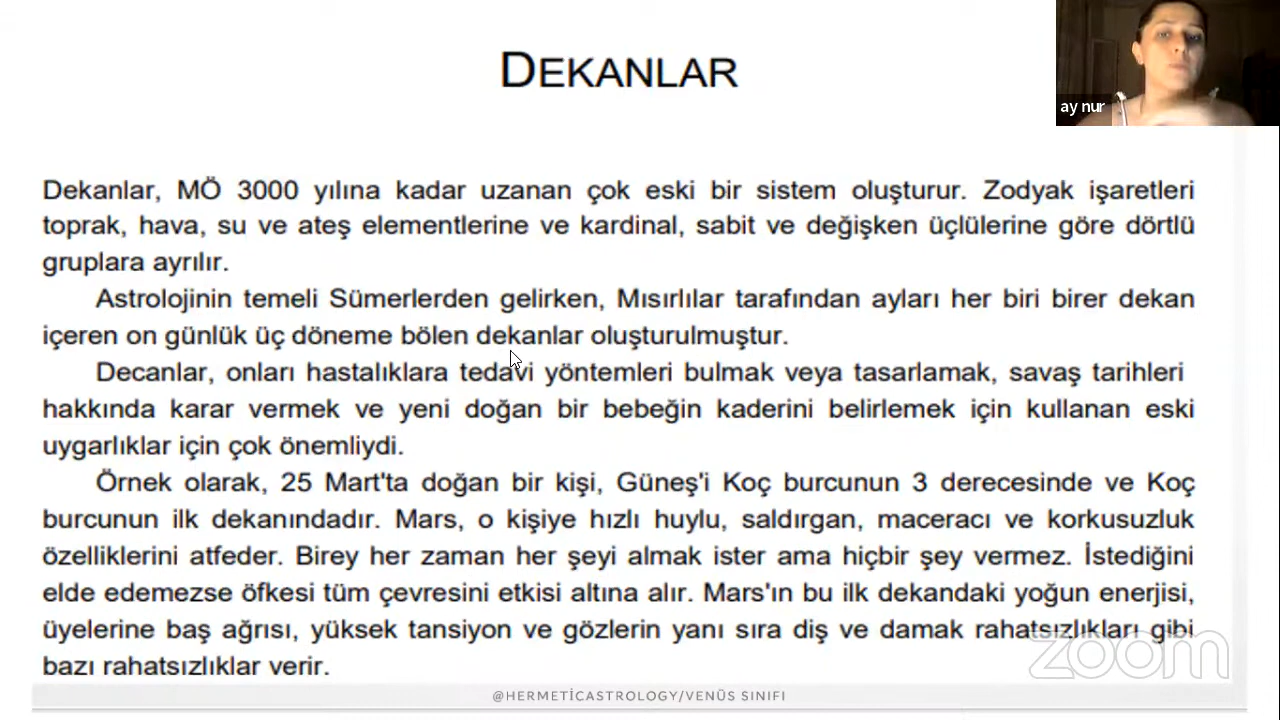 DEKANLAR
ay nur
Dekanlar, MÖ 3000 yılına kadar uzanan çok eski bir sistem oluşturur. Zodyak işaretleri
toprak, hava, su ve ateş elementlerine ve kardinal, sabit ve değişken üçlülerine göre dörtlü
gruplara ayrılır.
Astrolojinin temeli Sümerlerden gelirken, Mısırlılar tarafından ayları her biri birer dekan
içeren on günlük üç döneme bölen dekanlar oluşturulmuştur.
Decanlar, onları hastalıklara tedavi yöntemleri bulmak veya tasarlamak, savaş tarihleri
hakkında karar vermek ve yeni doğan bir bebeğin kaderini belirlemek için kullanan eski
uygarlıklar için çok önemliydi.
Örnek olarak, 25 Mart'ta doğan bir kişi, Güneş'i Koç burcunun 3 derecesinde ve Koç
burcunun ilk dekanındadır. Mars, o kişiye hızlı huylu, saldırgan, maceracı ve korkusuzluk
özelliklerini atfeder. Birey her zaman her şeyi almak ister ama hiçbir şey vermez. İstediğini
elde edemezse öfkesi tüm çevresini etkisi altına alır. Mars'ın bu ilk dekandaki yoğun enerjisi,
üyelerine baş ağrısı, yüksek tansiyon ve gözlerin yanı sıra diş ve damak rahatsızlıkları gibi
bazı rahatsızlıklar verir.
zoom
@HERMETİCASTROLOGY/VENÜS SINIFI